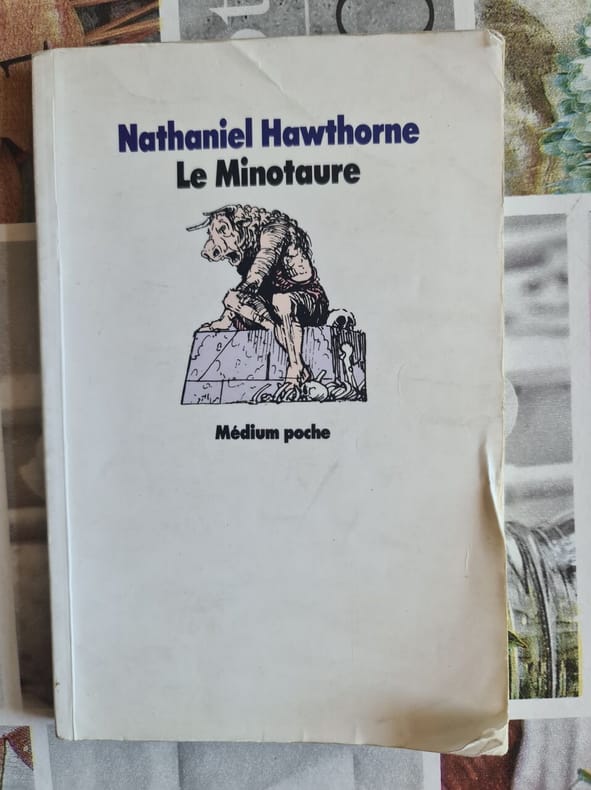 Nathaniel Hawthorne
Le Minotaure
Médium poche